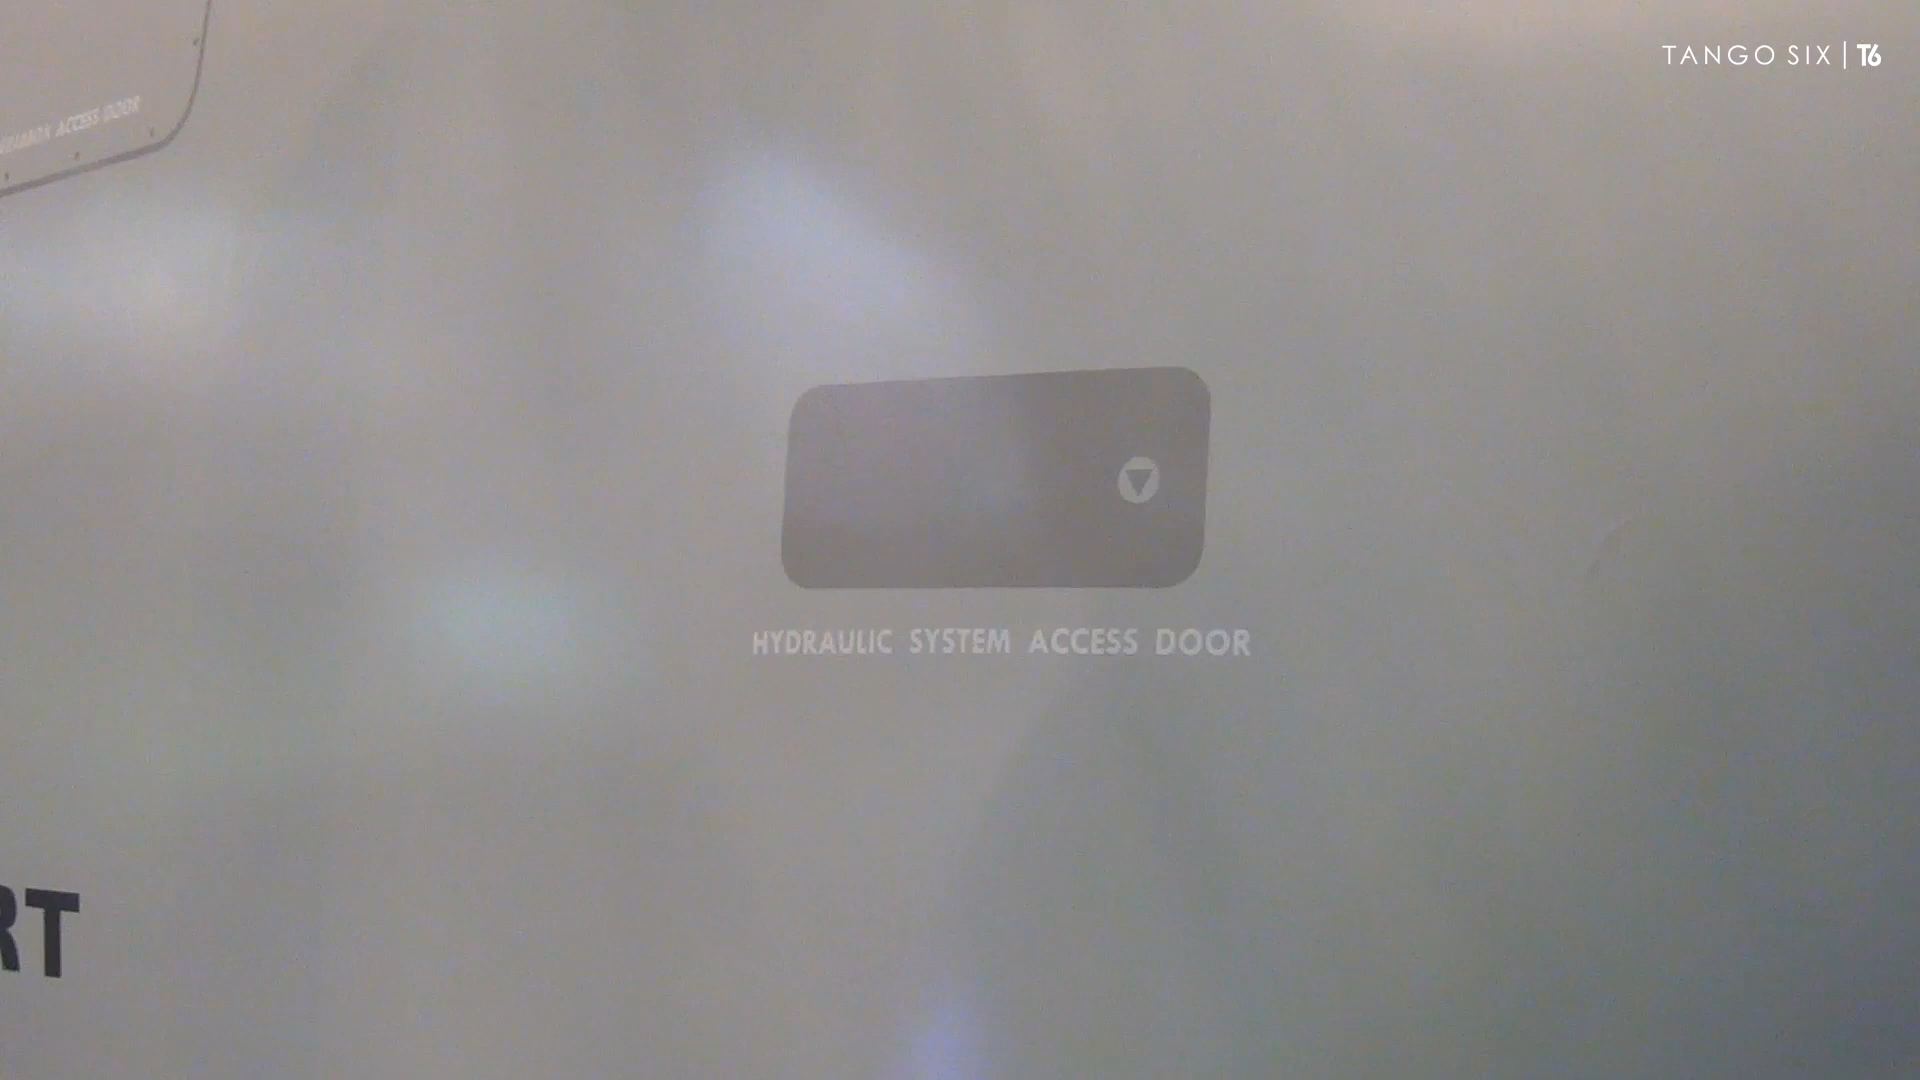 TANGO SIX | T6
ACCESS DOOR
HYDRAULIC SYSTEM ACCESS DOOR
RT